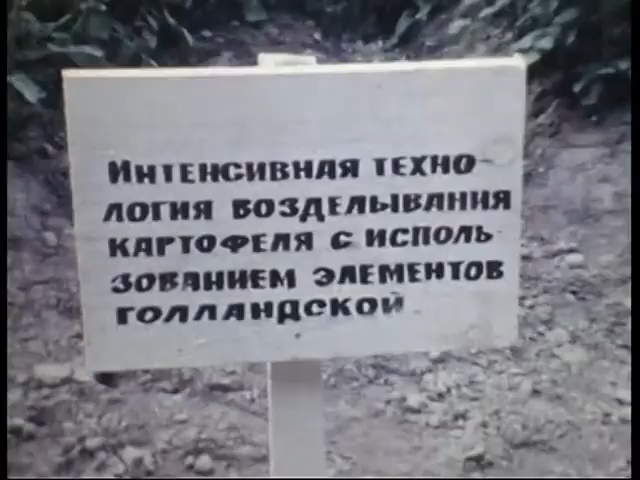 Интенсивная техно-
логия возделывания
картофеля с исполь
зованием элементов
голландской